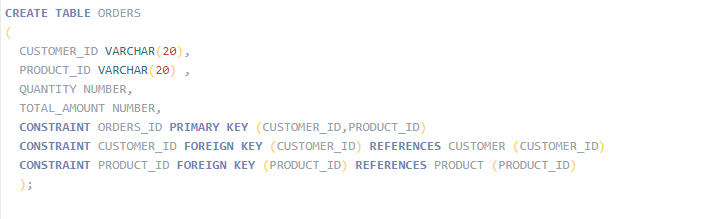 CREATE TABLE ORDERS
(
CUSTOMER_ID VARCHAR(20),
PRODUCT_ID VARCHAR(20) ,
QUANTITY NUMBER,
TOTAL_AMOUNT NUMBER,
CONSTRAINT ORDERS_ID PRIMARY KEY (CUSTOMER_ID,PRODUCT_ID)
CONSTRAINT CUSTOMER_ID FOREIGN KEY (CUSTOMER_ID) REFERENCES CUSTOMER (CUSTOMER_ID)
CONSTRAINT PRODUCT_ID FOREIGN KEY (PRODUCT_ID) REFERENCES PRODUCT (PRODUCT_ID)
);